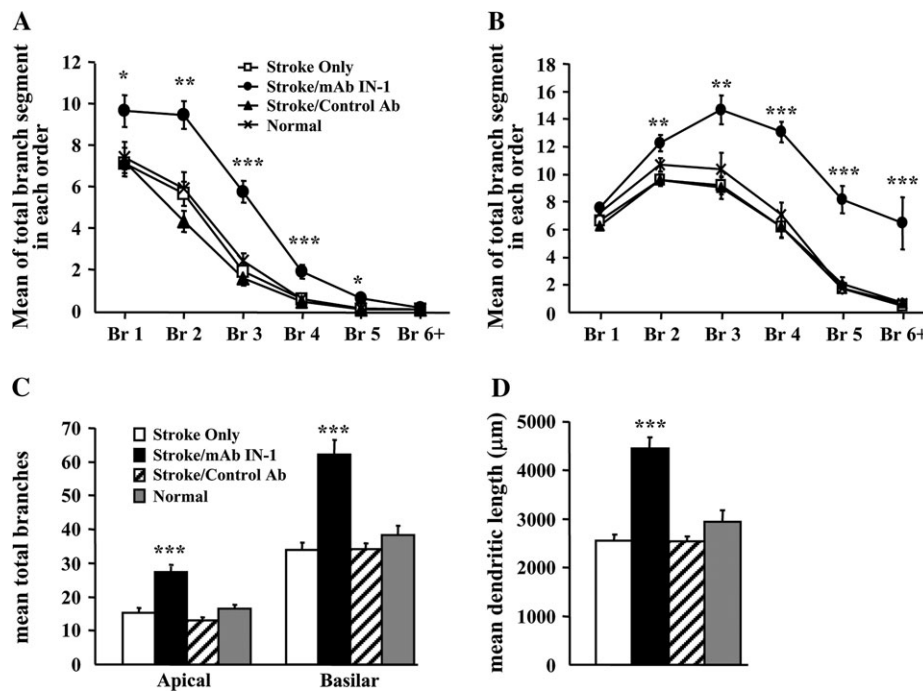 A
Mean of total branch segment
in each order
12
10
8
6
4
2
0
*
**
***
***
*
Stroke Only
Stroke/mAb IN-1
Stroke/Control Ab
Normal
Br 1 Br 2 Br 3 Br 4 Br 5 Br 6+
B
Mean of total branch segment
in each order
18
16
14
12
10
8
6
4
2
0
**
**
***
***
***
Br 1 Br 2 Br 3 Br 4 Br 5 Br 6+
C
mean total branches
70
60
50
40
30
20
10
0
Stroke Only
Stroke/mAb IN-1
Stroke/Control Ab
Normal
***
***
Apical Basilar
D
mean dendritic length (μm)
5000
4000
3000
2000
1000
0
***